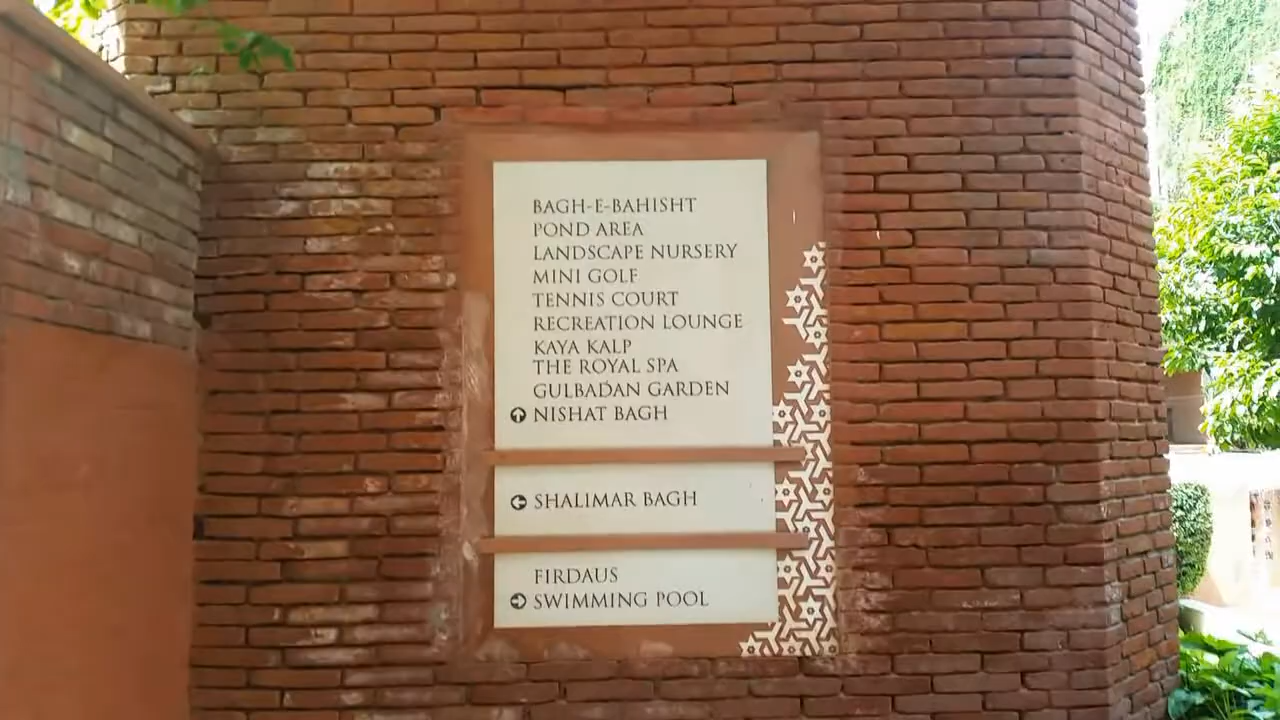 BAGH-E-BAHISHT
POND AREA
LANDSCAPE NURSERY
MINI GOLF
TENNIS COURT
RECREATION LOUNGE
KAYA KALP
THE ROYAL SPA
GULBADAN GARDEN
NISHAT BAGH
SHALIMAR BAGH
FIRDAUS
SWIMMING POOL